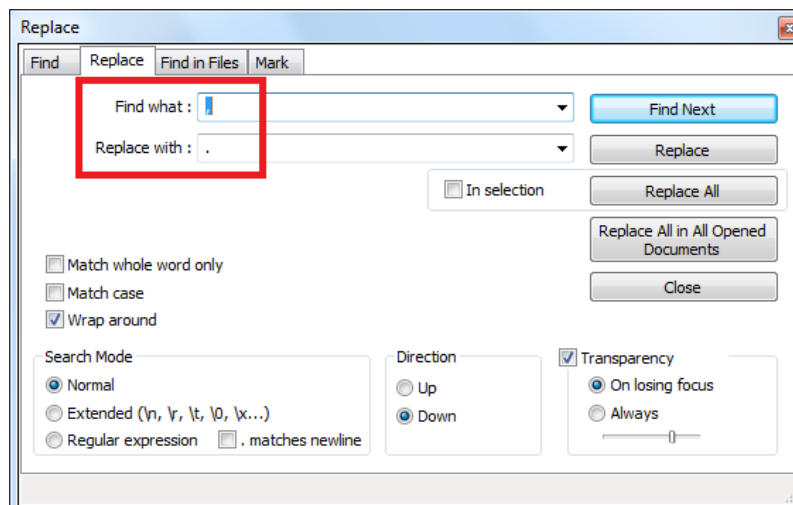 Replace
Find Replace Find in Files Mark
Find what : ,
Find Next
Replace with : .
Replace
In selection
Replace All
Replace All in All Opened
Documents
Match whole word only
Match case
Close
Wrap around
Search Mode
Normal
Extended (\n, \r, \t, \0, \x...)
Regular expression . matches newline
Direction
Up
Down
Transparency
On losing focus
Always